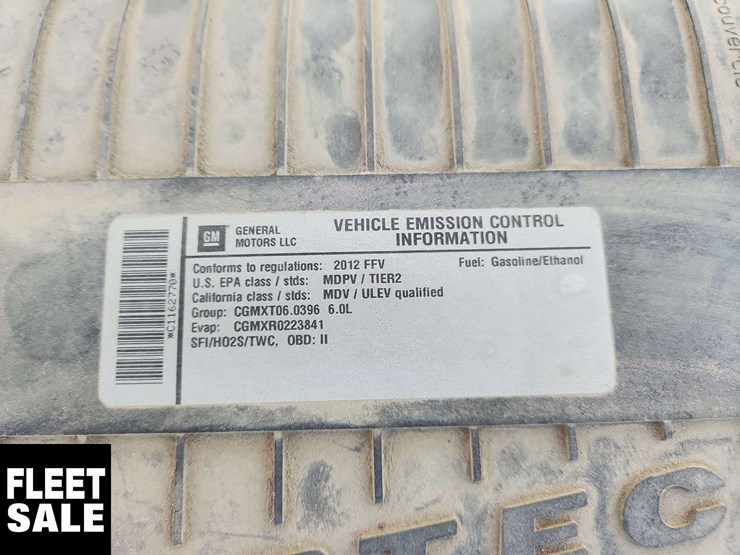 couvercle
GM GENERAL MOTORS LLC
VEHICLE EMISSION CONTROL
INFORMATION
Conforms to regulations: 2012 FFV Fuel: Gasoline/Ethanol
U.S. EPA class / stds: MDPV / TIER2
California class / stds: MDV / ULEV qualified
Group: CGMXT06.0396 6.0L
Evap: CGMXR0223841
SFI/HO2S/TWC, OBD: II
*C1162770*
TEC
FLEET
SALE